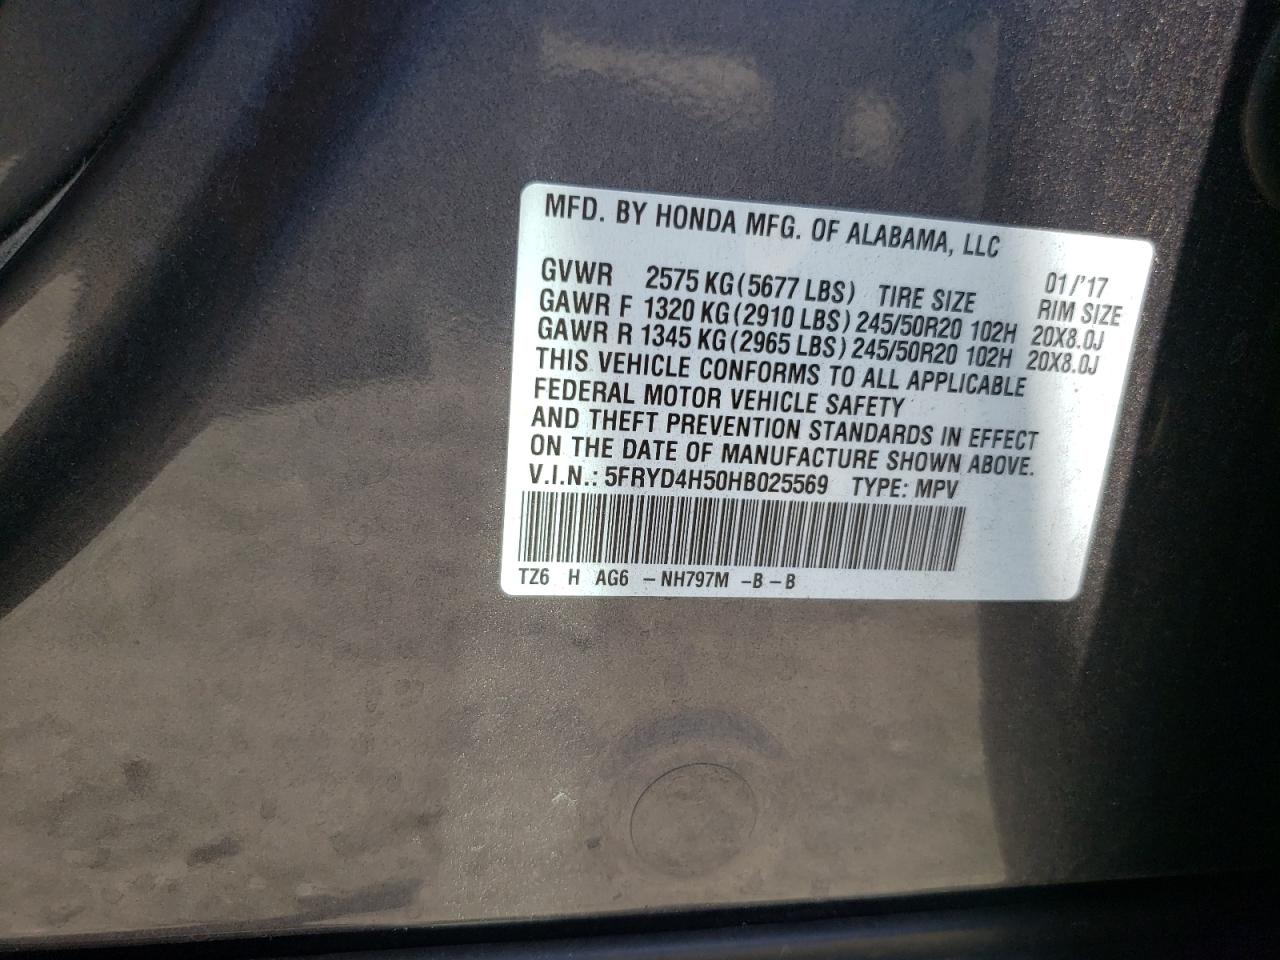 MFD. BY HONDA MFG. OF ALABAMA, LLC
01/'17
GVWR 2575 KG(5677 LBS) TIRE SIZE RIM SIZE
GAWR F 1320 KG(2910 LBS) 245/50R20 102H 20X8.0J
GAWR R 1345 KG(2965 LBS) 245/50R20 102H 20X8.0J
THIS VEHICLE CONFORMS TO ALL APPLICABLE
FEDERAL MOTOR VEHICLE SAFETY
AND THEFT PREVENTION STANDARDS IN EFFECT
ON THE DATE OF MANUFACTURE SHOWN ABOVE.
V.I.N.: 5FRYD4H50HB025569 TYPE: MPV
TZ6 H AG6 – NH797M –B – B